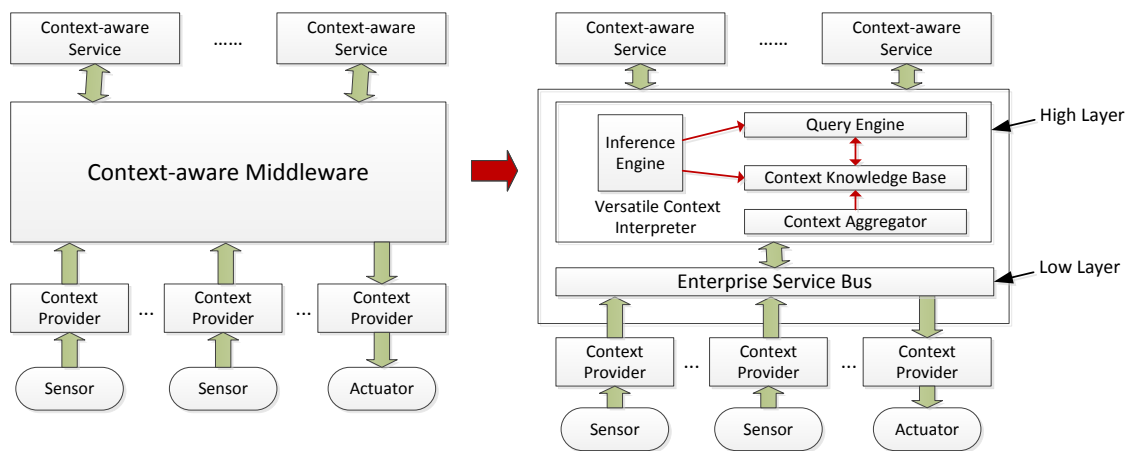 Context-aware
Service
......
Context-aware
Service
Context-aware Middleware
Context
Provider
...
Context
Provider
...
Context
Provider
Sensor
Sensor
Actuator
Context-aware
Service
......
Context-aware
Service
High Layer
Inference
Engine
Query Engine
Context Knowledge Base
Versatile Context
Interpreter
Context Aggregator
Low Layer
Enterprise Service Bus
Context
Provider
...
Context
Provider
...
Context
Provider
Sensor
Sensor
Actuator